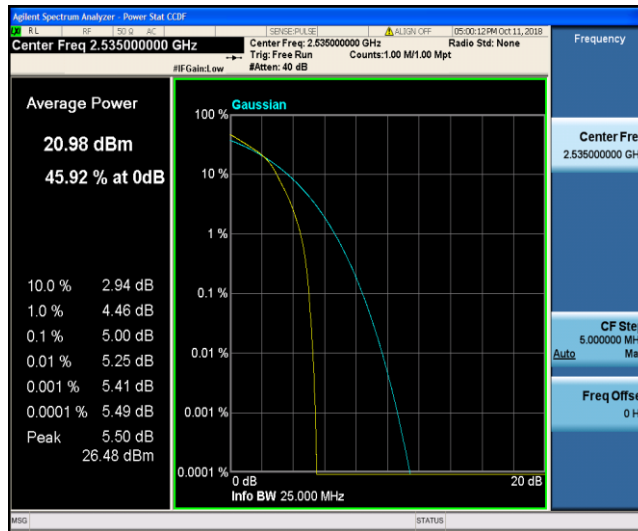 Agilent Spectrum Analyzer - Power Stat CCDF
RL RF 50 Ω AC SENSE:PULSE ALIGN OFF 05:00:12 PM Oct 11, 2018
Center Freq 2.535000000 GHz
Center Freq: 2.535000000 GHz Radio Std: None
Trig: Free Run Counts:1.00 M/1.00 Mpt
#IFGain:Low #Atten: 40 dB
Frequency
Average Power
20.98 dBm
45.92 % at 0dB
10.0 % 2.94 dB
1.0 % 4.46 dB
0.1 % 5.00 dB
0.01 % 5.25 dB
0.001 % 5.41 dB
0.0001 % 5.49 dB
Peak 5.50 dB
26.48 dBm
Gaussian
100 %
10 %
1 %
0.1 %
0.01 %
0.001 %
0.0001 %
0 dB 20 dB
Info BW 25.000 MHz
Center Fre
2.535000000 GH
CF Ste
5.000000 MH
Auto Ma
Freq Offse
0 H
MSG STATUS